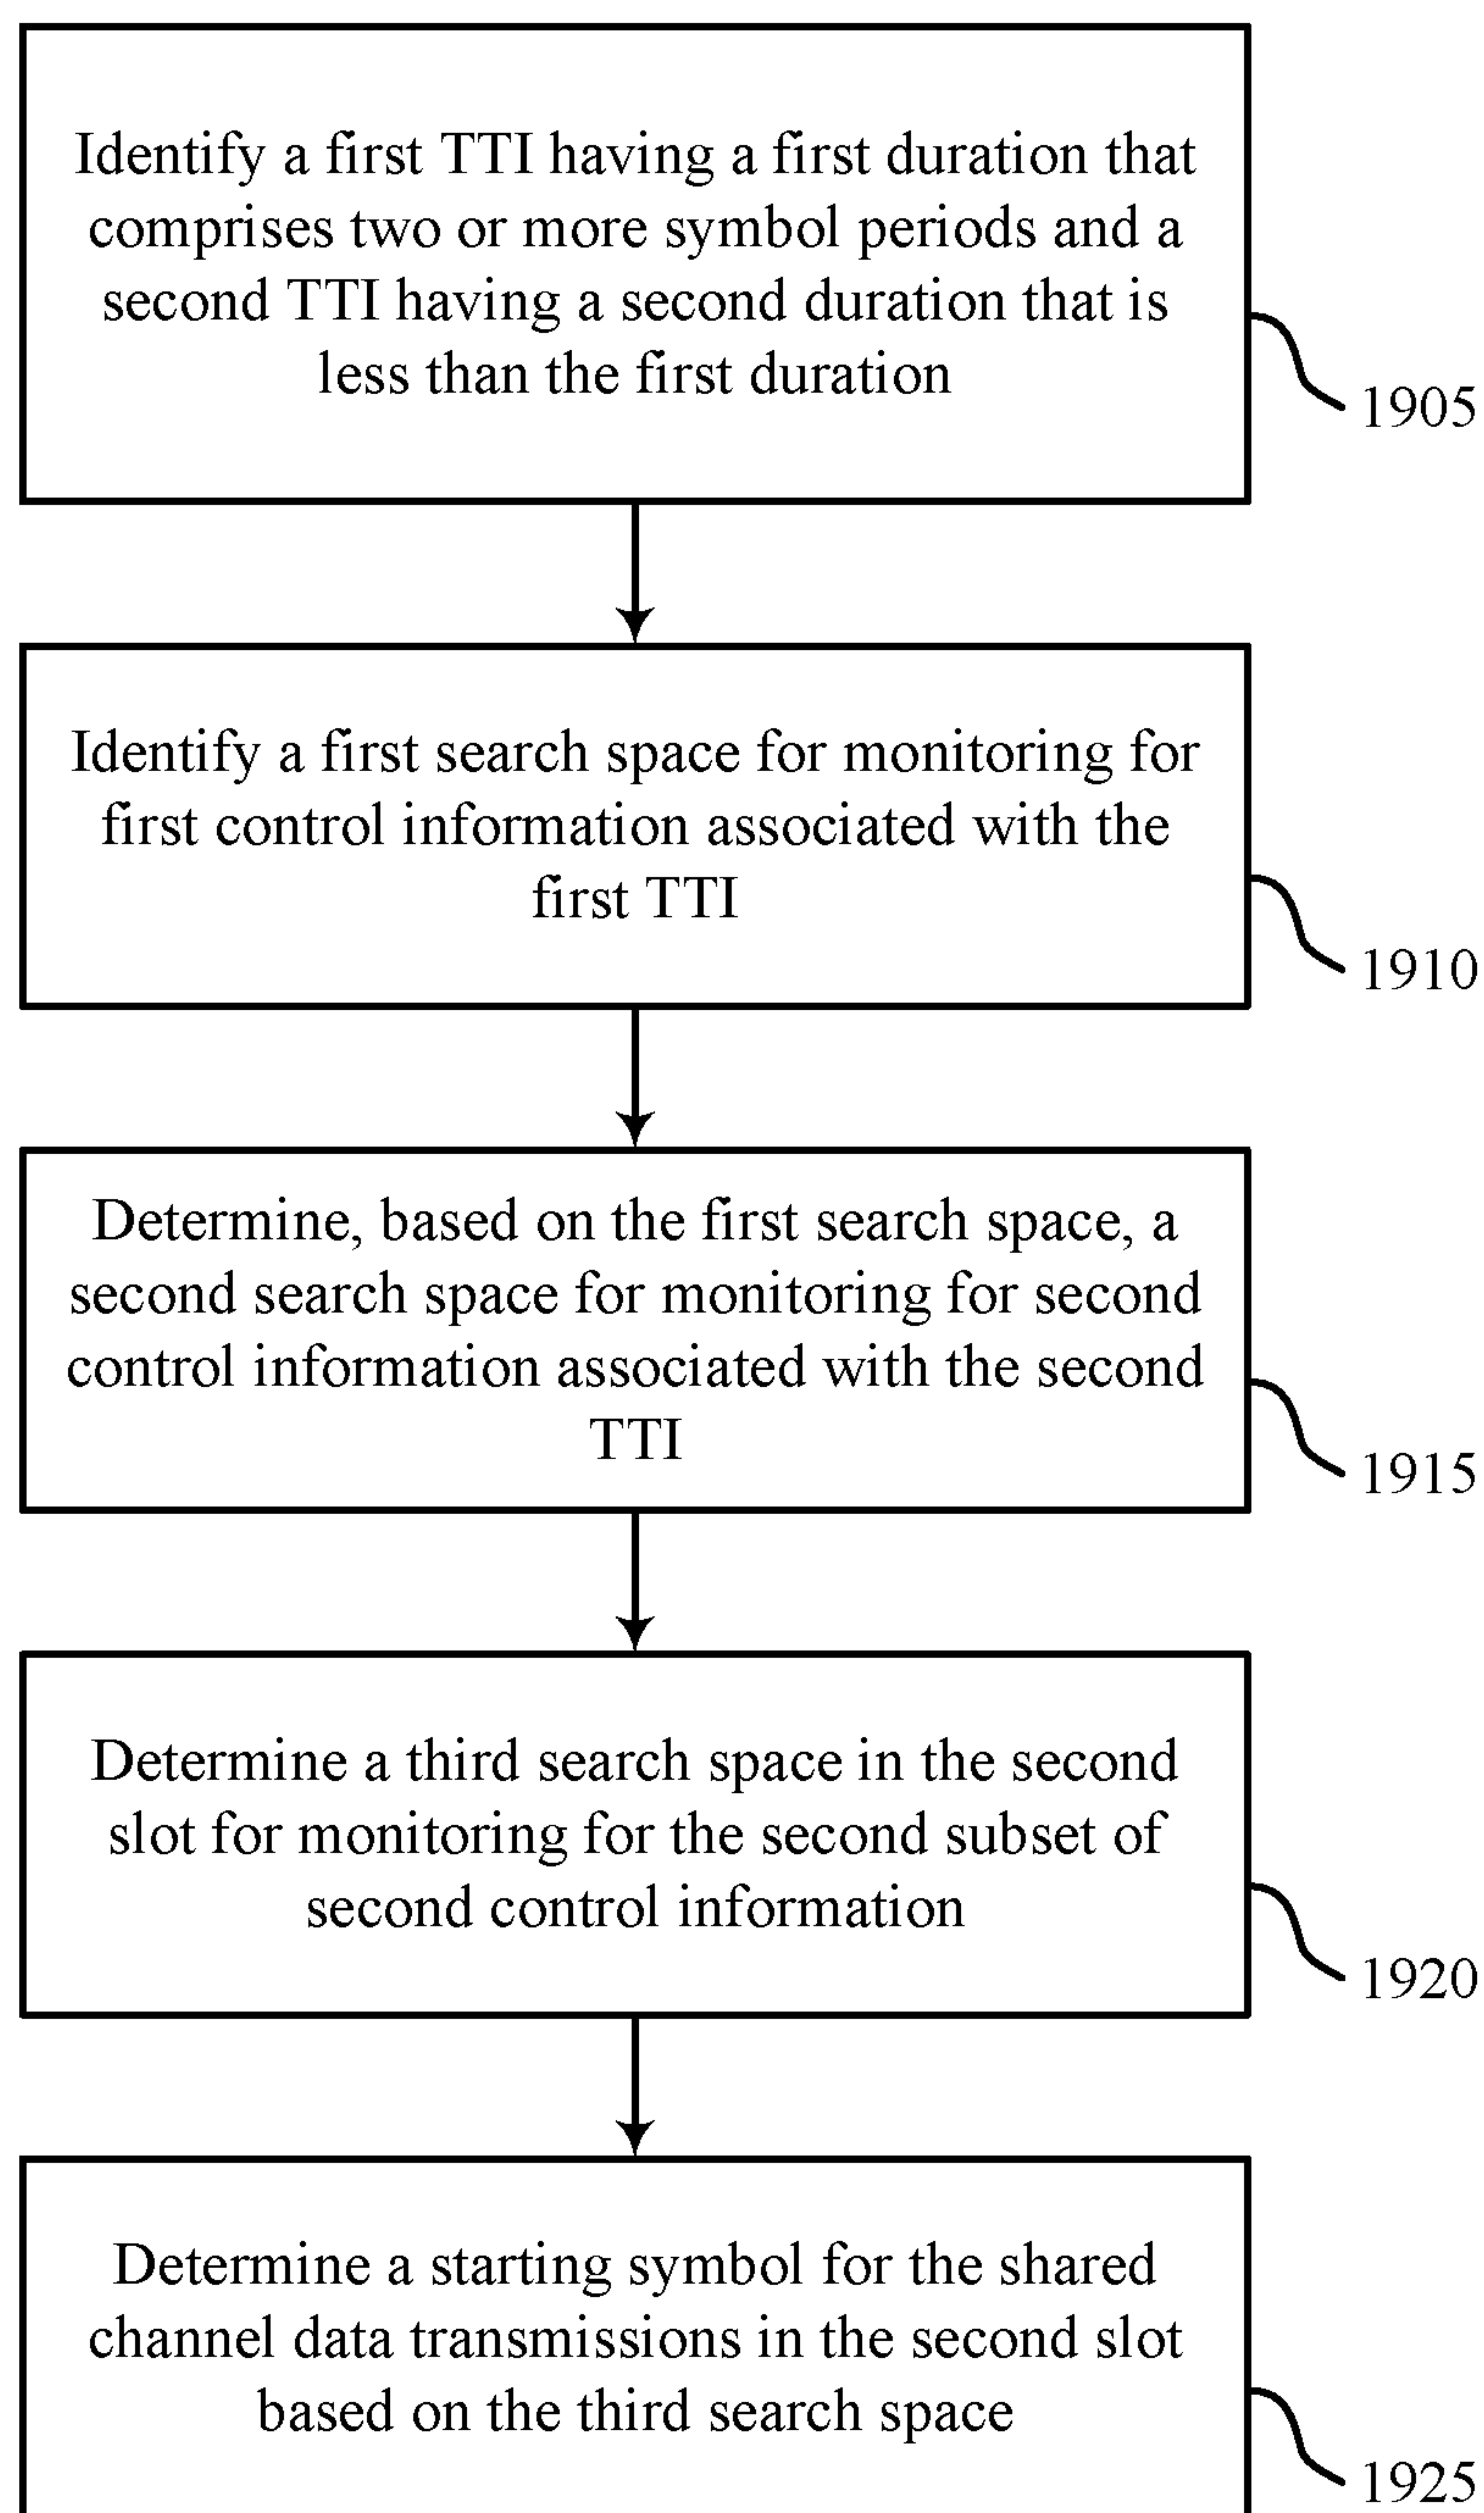 Identify a first TTI having a first duration that
comprises two or more symbol periods and a
second TTI having a second duration that is
less than the first duration
1905
Identify a first search space for monitoring for
first control information associated with the
first TTI
1910
Determine, based on the first search space, a
second search space for monitoring for second
control information associated with the second
TTI
1915
Determine a third search space in the second
slot for monitoring for the second subset of
second control information
1920
Determine a starting symbol for the shared
channel data transmissions in the second slot
based on the third search space
1925